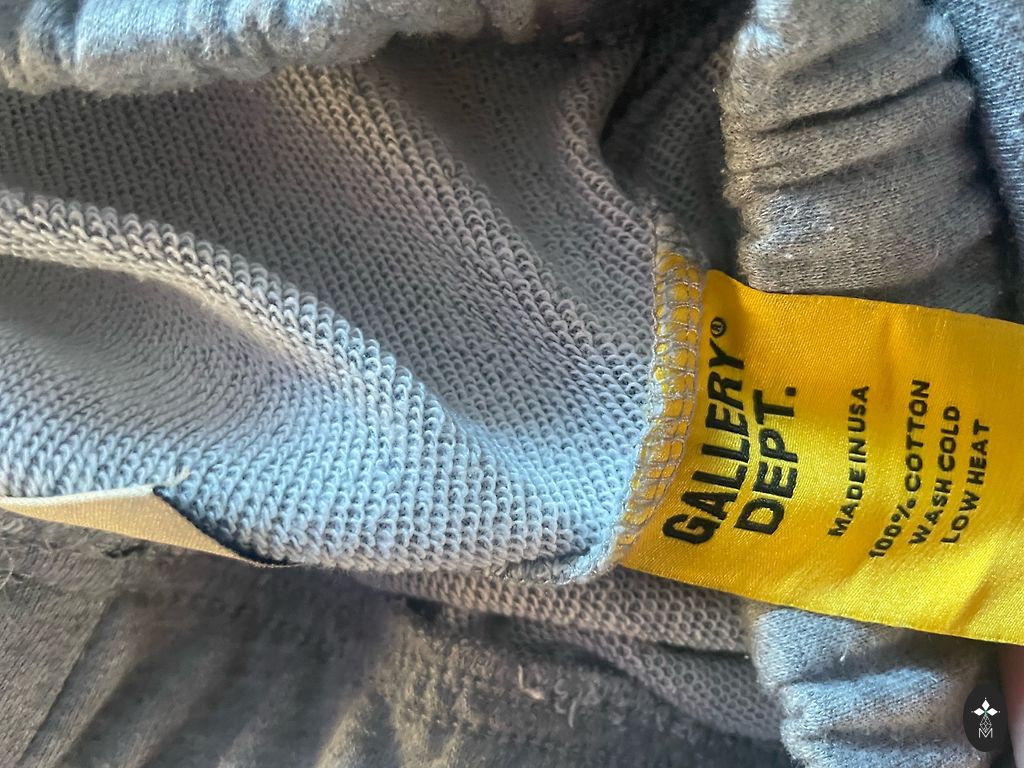 GALLERY®
DEPT.
MADE IN USA
100% COTTON
WASH COLD
LOW HEAT
M